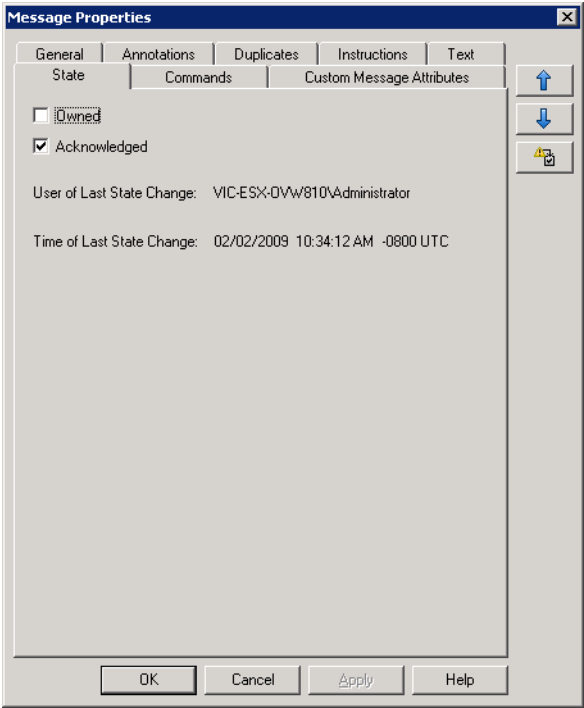 Message Properties
General Annotations Duplicates Instructions Text
State Commands Custom Message Attributes
Owned
Acknowledged
User of Last State Change: VIC-ESX-OVW810\Administrator
Time of Last State Change: 02/02/2009 10:34:12 AM -0800 UTC
OK Cancel Apply Help